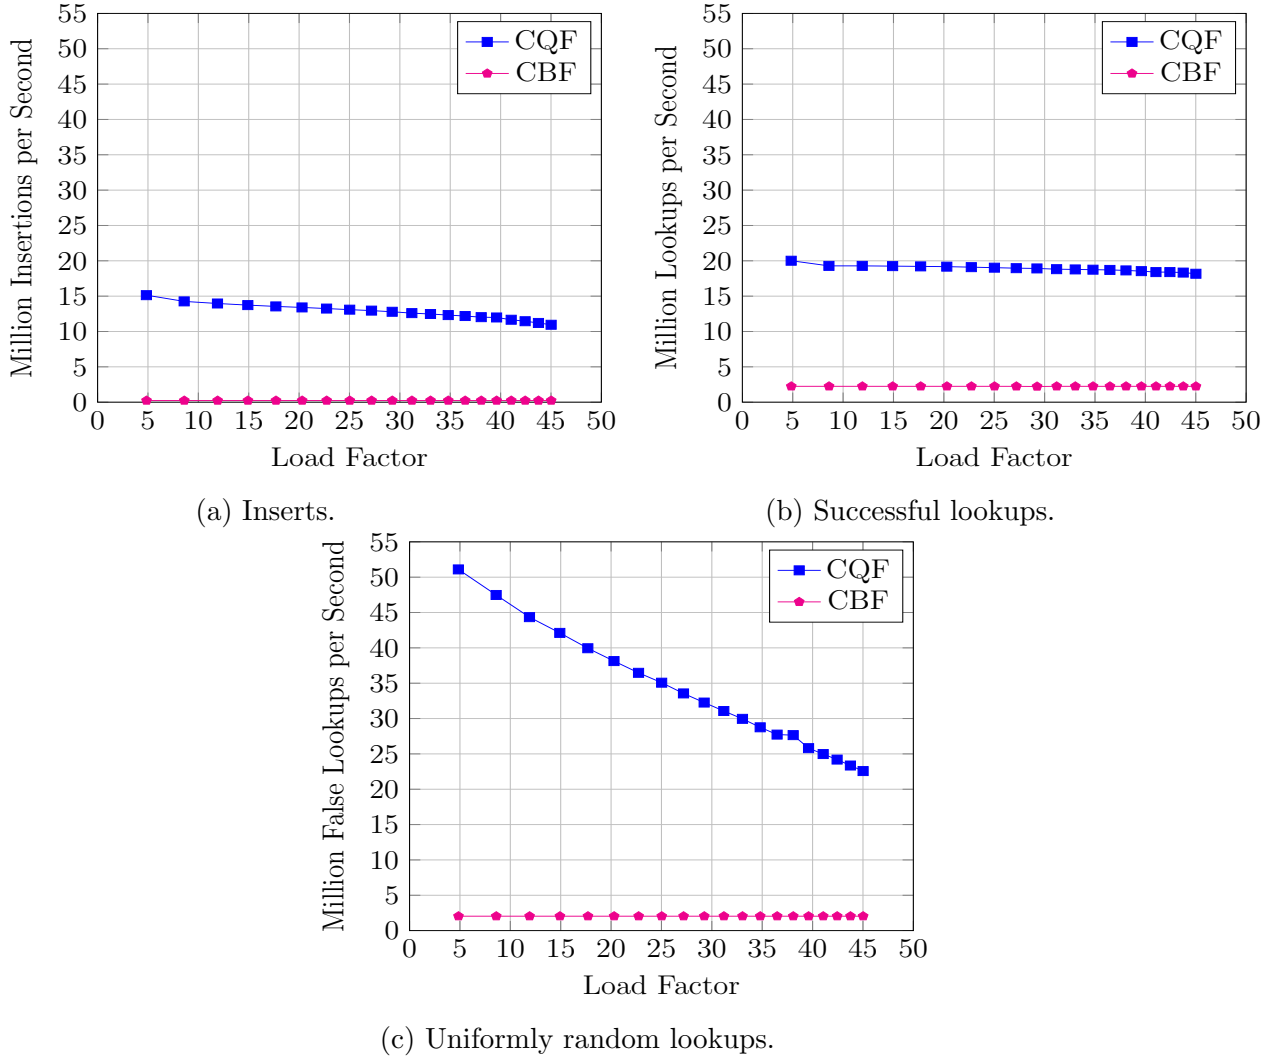 Million Insertions per Second
55
50
45
40
35
30
25
20
15
10
5
0
0 5 10 15 20 25 30 35 40 45 50
Load Factor
CQF
CBF
(a) Inserts.
Million Lookups per Second
55
50
45
40
35
30
25
20
15
10
5
0
0 5 10 15 20 25 30 35 40 45 50
Load Factor
CQF
CBF
(b) Successful lookups.
Million False Lookups per Second
55
50
45
40
35
30
25
20
15
10
5
0
0 5 10 15 20 25 30 35 40 45 50
Load Factor
CQF
CBF
(c) Uniformly random lookups.